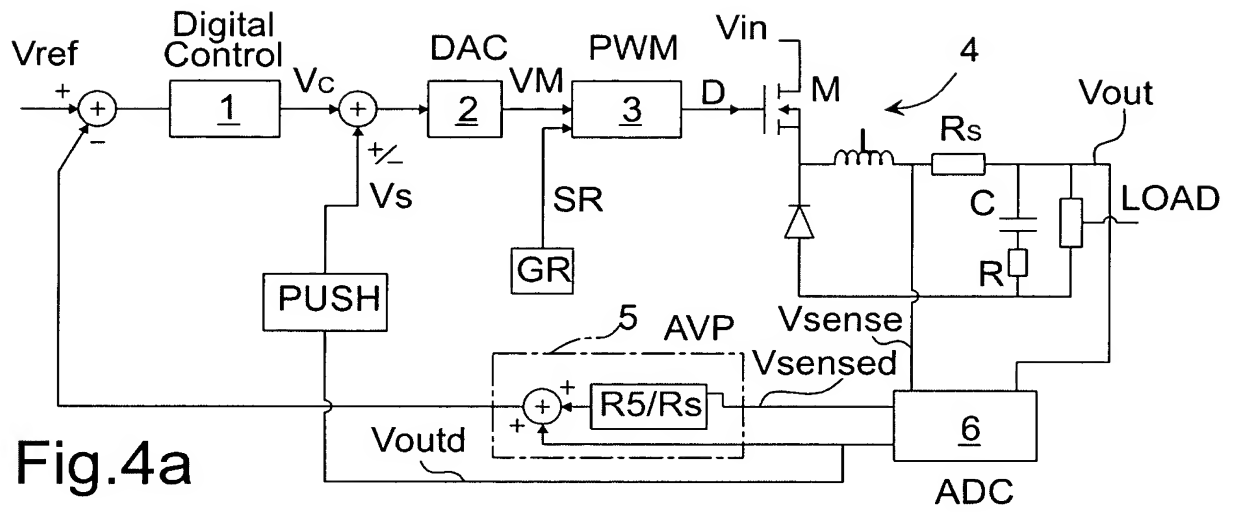 Digital
Control
Vref
+
+
−
1
VC
+
+/−
Vs
DAC
2
VM
PWM
3
SR
GR
D
Vin
M
4
L
Rs
Vout
C
R
LOAD
PUSH
Vsense
5
AVP
Vsensed
+
+
+
R5/Rs
6
ADC
Voutd
Fig.4a